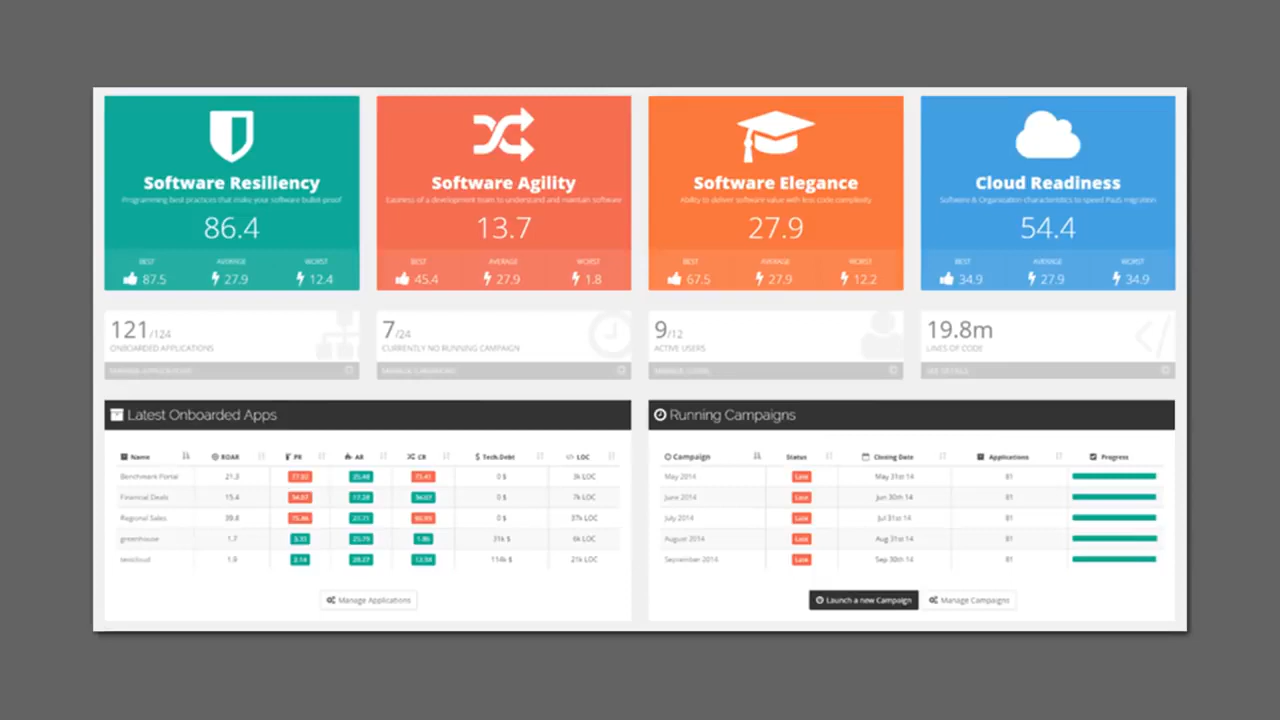 Software Resiliency
Programming best practices that make your software bullet-proof
86.4
BEST AVERAGE WORST
87.5 27.9 12.4
Software Agility
Easiness of a development team to understand and maintain software
13.7
BEST AVERAGE WORST
45.4 27.9 1.8
Software Elegance
Ability to deliver software value with less code complexity
27.9
BEST AVERAGE WORST
67.5 27.9 12.2
Cloud Readiness
Software & Organisation characteristics to speed PaaS migration
54.4
BEST AVERAGE WORST
34.9 27.9 34.9
121/124
ONBOARDED APPLICATIONS
7/24
CURRENTLY NO RUNNING CAMPAIGN
9/12
ACTIVE USERS
19.8m
LINES OF CODE
SEE DETAILS
Latest Onboarded Apps
Name ROAR PR AB CR $ Tech.Debt </> LOC
Benchmark Portal 21.3 0 $ 3k LOC
Financial Deals 15.4 0 $ 7k LOC
Regional Sales 39.8 0 $ 37k LOC
greenhouse 1.7 31k $ 6k LOC
1.9 114k $ 21k LOC
Manage Applications
Running Campaigns
Campaign Status Closing Date Applications Progress
May 2014 Late May 31st 14 81
June 2014 Late Jun 30th 14 81
July 2014 Late Jul 31st 14 81
August 2014 Late Aug 31st 14 81
September 2014 Late Sep 30th 14 81
Launch a new Campaign Manage Campaigns